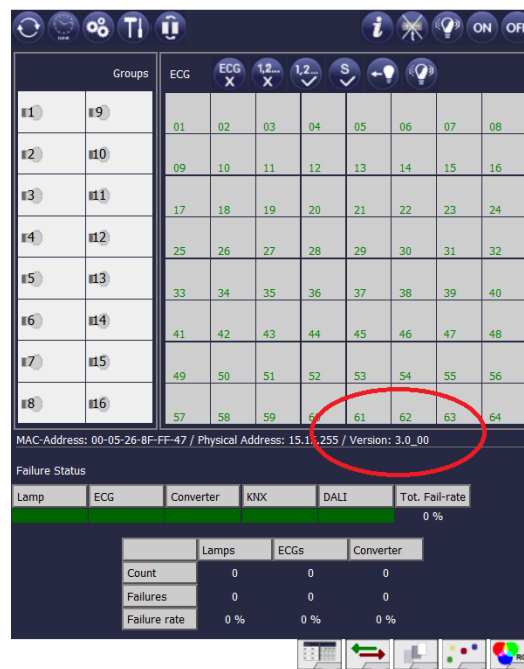 ON OFF
Groups ECG ECG X 1,2... X 1,2... S
1 9 01 02 03 04 05 06 07 08
2 10 09 10 11 12 13 14 15 16
3 11 17 18 19 20 21 22 23 24
4 12 25 26 27 28 29 30 31 32
5 13 33 34 35 36 37 38 39 40
6 14 41 42 43 44 45 46 47 48
7 15 49 50 51 52 53 54 55 56
8 16 57 58 59 60 61 62 63 64
MAC-Address: 00-05-26-8F-FF-47 / Physical Address: 15.15.255 / Version: 3.0_00
Failure Status
Lamp ECG Converter KNX DALI Tot. Fail-rate
0 %
Lamps ECGs Converter
Count 0 0 0
Failures 0 0 0
Failure rate 0 % 0 % 0 %